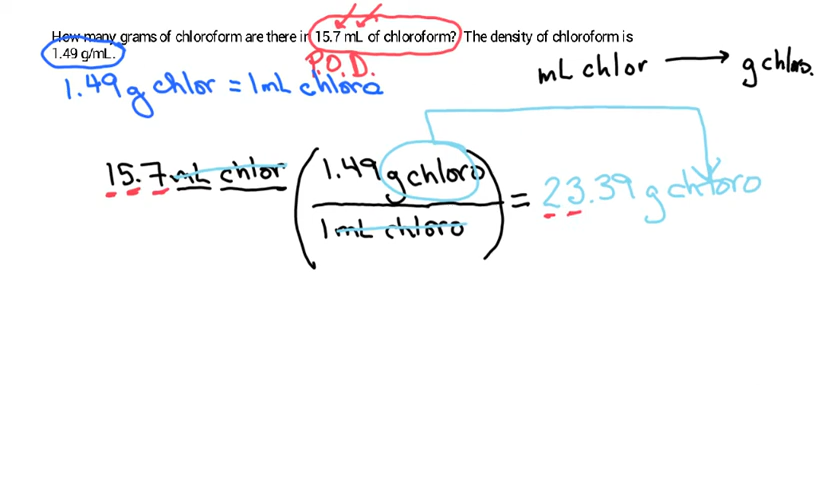 How many grams of chloroform are there in 15.7 mL of chloroform? The density of chloroform is
1.49 g/mL.
P.O.D.
mL chlor → g chloro.
1.49 g chlor = 1 mL chloro
15.7 mL chlor ( 1.49 g chloro
1 mL chloro ) = 23.39 g chloro